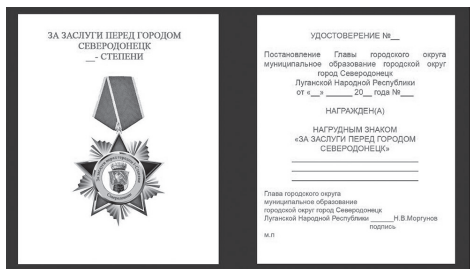 ЗА ЗАСЛУГИ ПЕРЕД ГОРОДОМ
СЕВЕРОДОНЕЦК
__- СТЕПЕНИ
УДОСТОВЕРЕНИЕ №__
Постановление Главы городского округа
муниципальное образование городской округ
город Северодонецк
Луганской Народной Республики
от «__» ______ 20__ года №___
НАГРАЖДЕН(А)
НАГРУДНЫМ ЗНАКОМ
«ЗА ЗАСЛУГИ ПЕРЕД ГОРОДОМ
СЕВЕРОДОНЕЦК»
Глава городского округа
муниципальное образование
городской округ город Северодонецк
Луганской Народной Республики ______Н.В.Моргунов
подпись
м.п